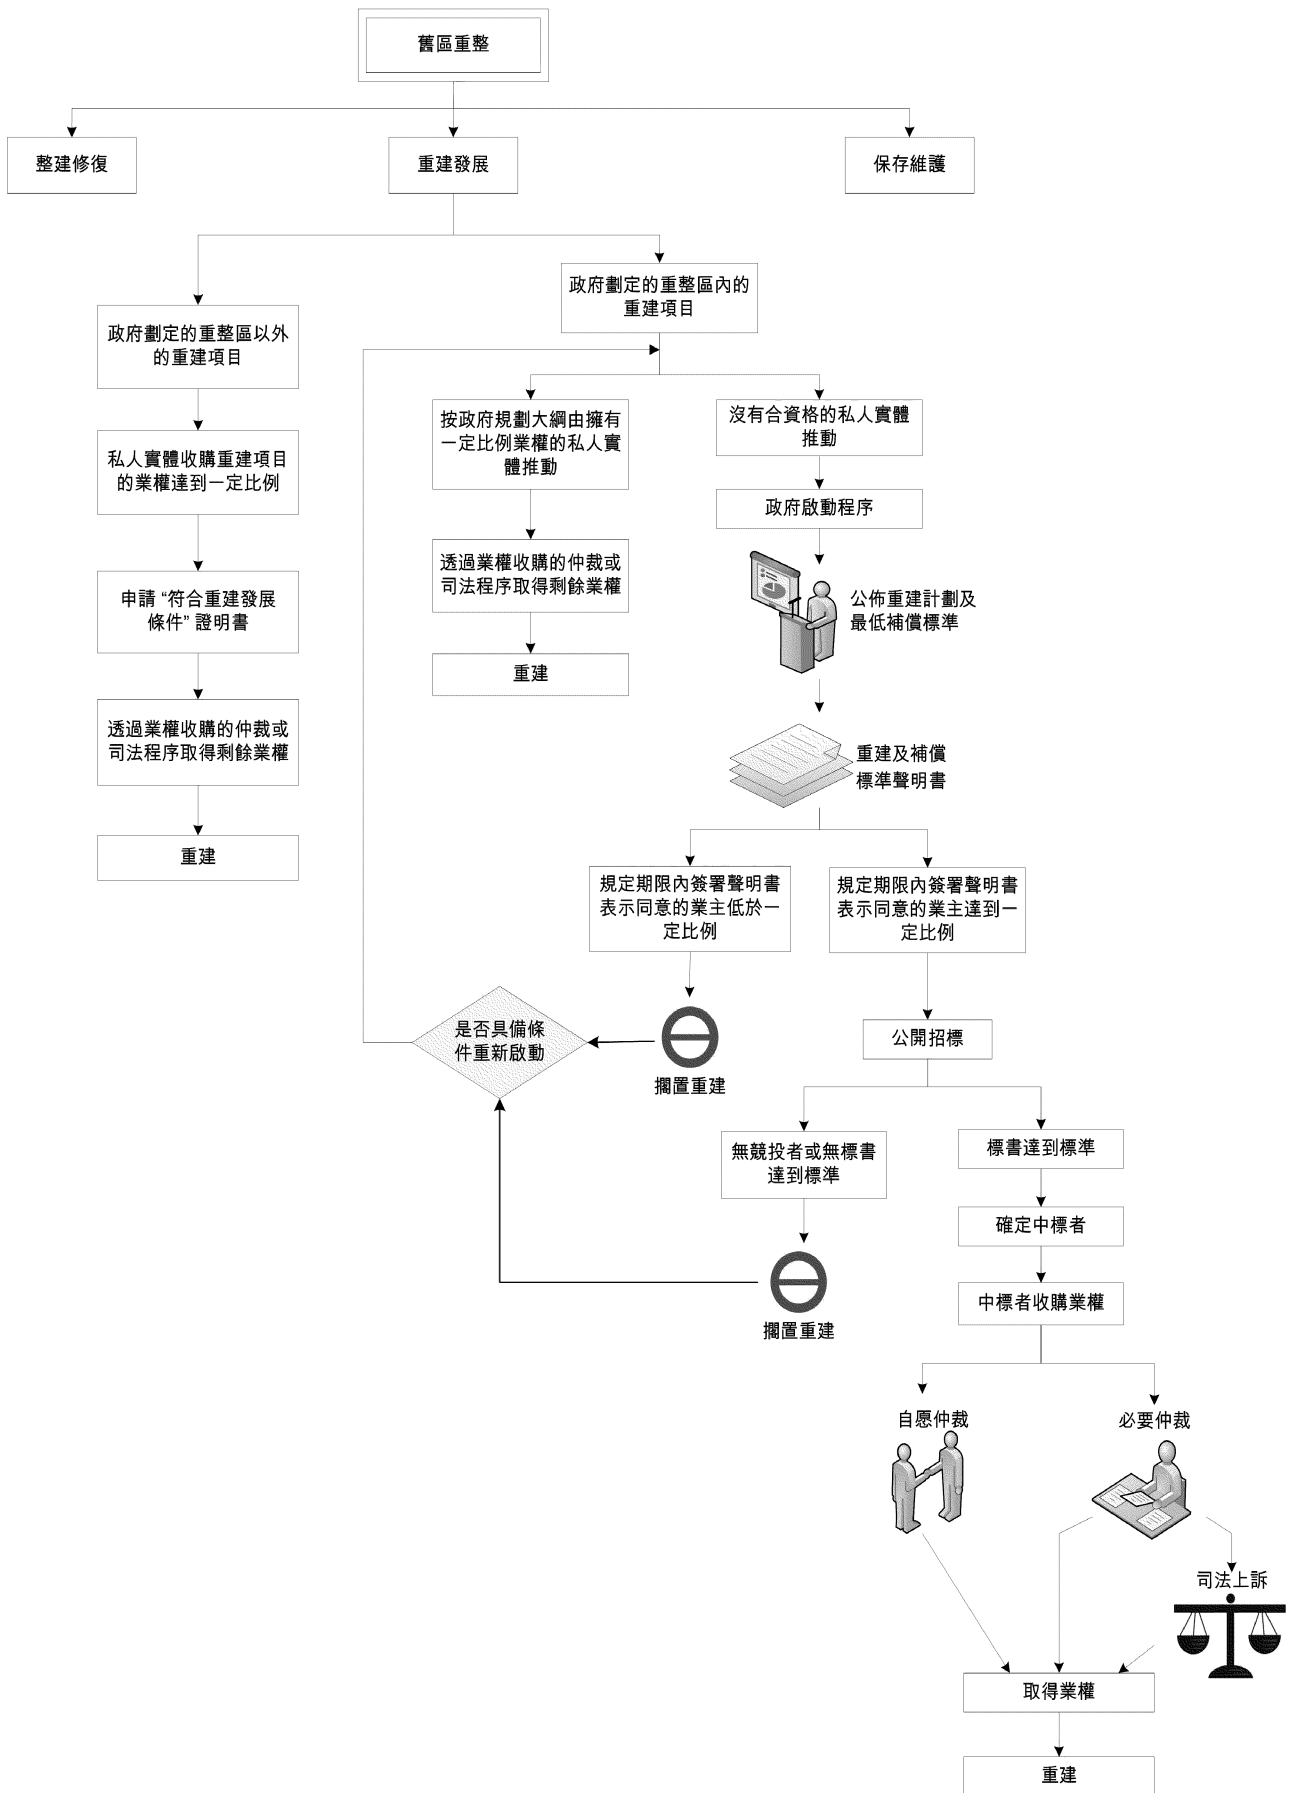 舊區重整
整建修復
重建發展
保存維護
政府劃定的重整區以外
的重建項目
私人實體收購重建項目
的業權達到一定比例
申請 “符合重建發展
條件” 證明書
透過業權收購的仲裁或
司法程序取得剩餘業權
重建
政府劃定的重整區內的
重建項目
按政府規劃大綱由擁有
一定比例業權的私人實
體推動
透過業權收購的仲裁或
司法程序取得剩餘業權
重建
沒有合資格的私人實體
推動
政府啟動程序
公佈重建計劃及
最低補償標準
重建及補償
標準聲明書
規定期限內簽署聲明書
表示同意的業主低於一
定比例
規定期限內簽署聲明書
表示同意的業主達到一
定比例
是否具備條
件重新啟動
擱置重建
公開招標
無競投者或無標書
達到標準
擱置重建
標書達到標準
確定中標者
中標者收購業權
自愿仲裁
必要仲裁
司法上訴
取得業權
重建